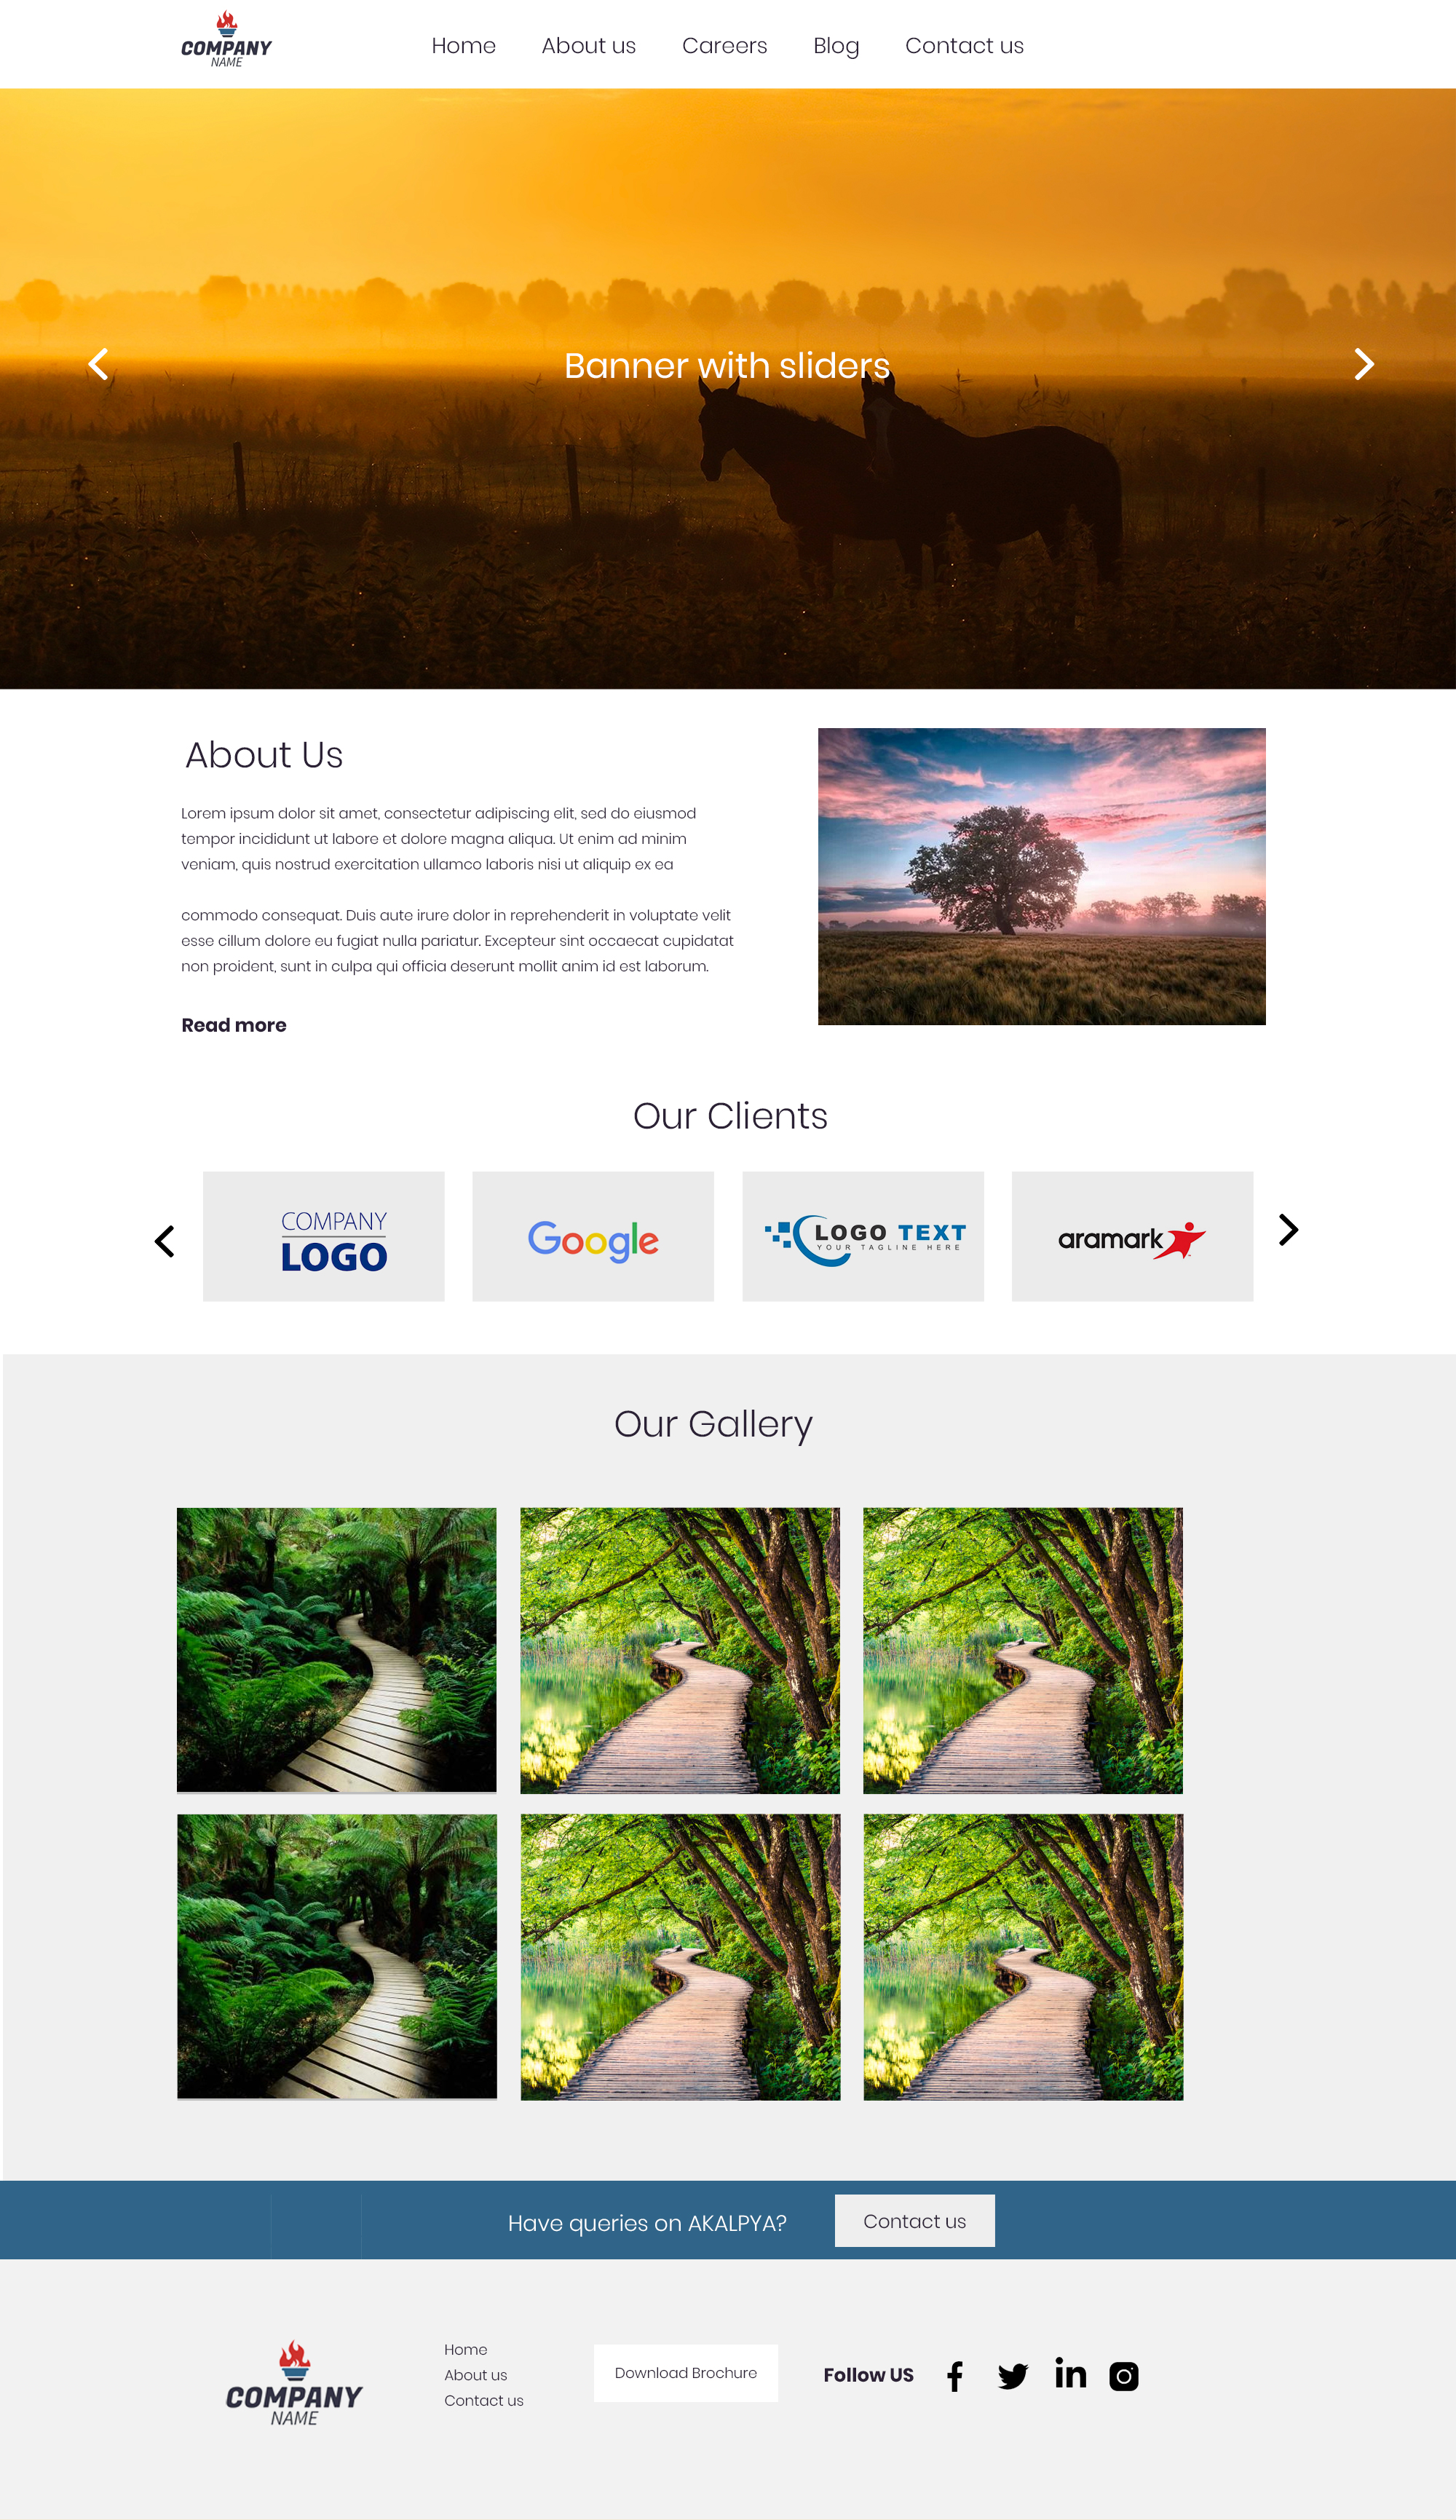 COMPANY
NAME
Home About us Careers Blog Contact us
Banner with sliders
About Us
Lorem ipsum dolor sit amet, consectetur adipiscing elit, sed do eiusmod
tempor incididunt ut labore et dolore magna aliqua. Ut enim ad minim
veniam, quis nostrud exercitation ullamco laboris nisi ut aliquip ex ea
commodo consequat. Duis aute irure dolor in reprehenderit in voluptate velit
esse cillum dolore eu fugiat nulla pariatur. Excepteur sint occaecat cupidatat
non proident, sunt in culpa qui officia deserunt mollit anim id est laborum.
Read more
Our Clients
COMPANY
LOGO
Google
LOGO TEXT
YOUR TAGLINE HERE
aramark
Our Gallery
Have queries on AKALPYA?
Contact us
COMPANY
NAME
Home
About us
Contact us
Download Brochure
Follow US